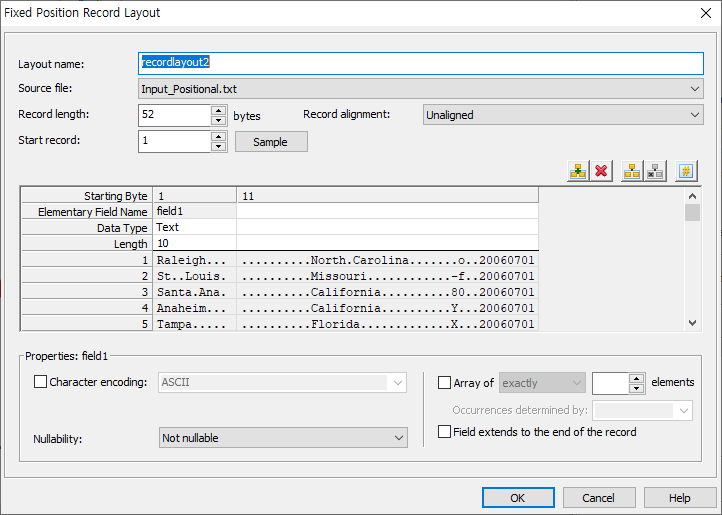 Fixed Position Record Layout
Layout name: recordlayout2
Source file: Input_Positional.txt
Record length: 52 bytes Record alignment: Unaligned
Start record: 1 Sample
Starting Byte 1 11
Elementary Field Name field1
Data Type Text
Length 10
1 Raleigh... ..........North.Carolina.......o..20060701
2 St..Louis. ..........Missouri...........-f..20060701
3 Santa.Ana. ..........California.........80..20060701
4 Anaheim... ..........California..........Y...20060701
5 Tampa..... ..........Florida............X...20060701
Properties: field1
Character encoding: ASCII Array of exactly elements
Occurrences determined by:
Nullability: Not nullable Field extends to the end of the record
OK Cancel Help